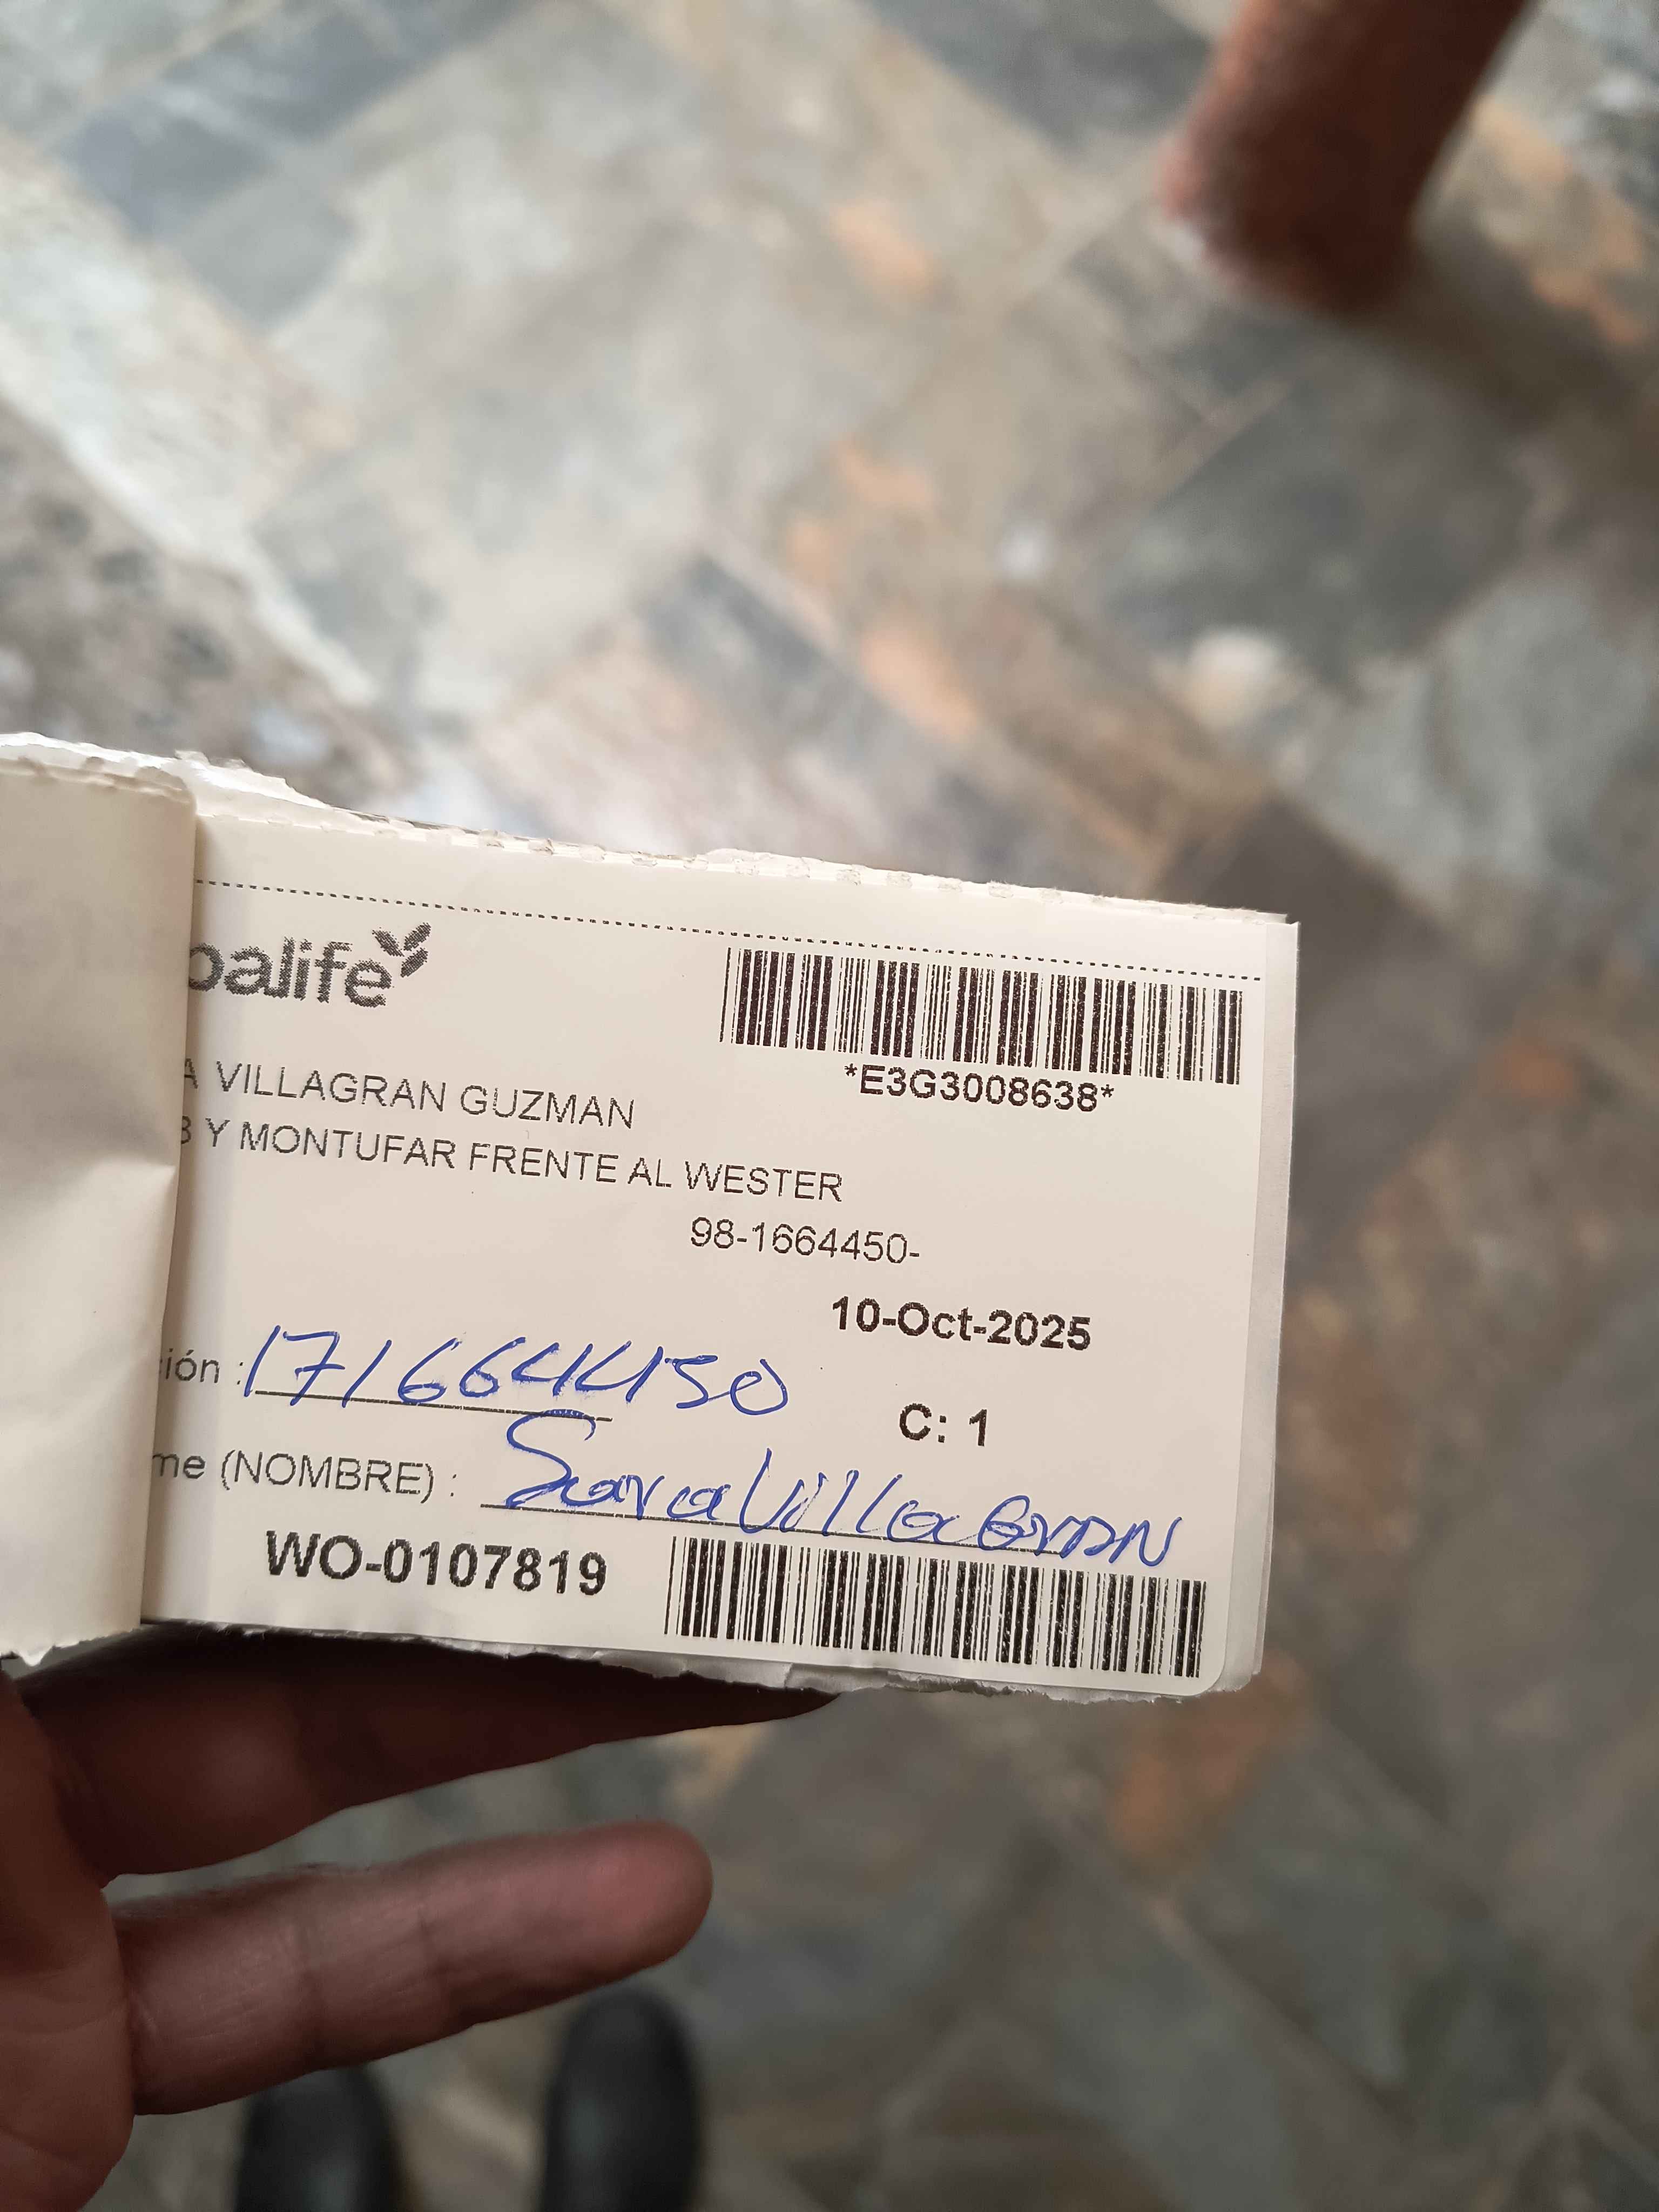 balife
*E3G3008638*
A VILLAGRAN GUZMAN
Y MONTUFAR FRENTE AL WESTER
98-1664450-
10-Oct-2025
ión : 1716644150
C: 1
me (NOMBRE) : Sara VillaGrAN
WO-0107819